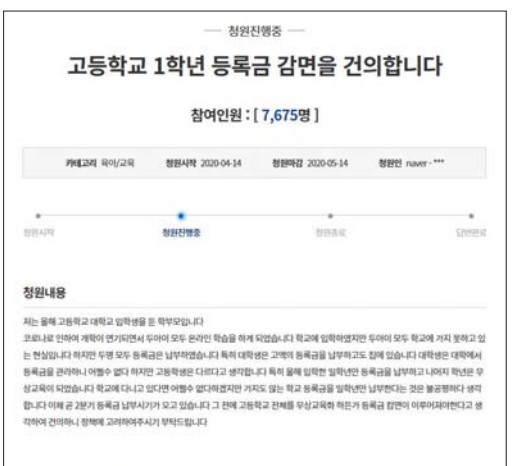 청원진행중
고등학교 1학년 등록금 감면을 건의합니다
참여인원 : [ 7,675명 ]
카테고리 육아/교육 청원시작 2020-04-14 청원마감 2020-05-14 청원인 naver - ***
청원시작 청원진행중 청원종료 답변완료
청원내용
저는 올해 고등학교 대학교 입학생을 둔 학부모입니다
코로나로 인하여 개학이 연기되면서 두아이 모두 온라인 학습을 하게 되었습니다 학교에 입학하였지만 두아이 모두 학교에 가지 못하고 있
는 현실입니다 하지만 두명 모두 등록금은 납부하였습니다 특히 대학생은 고액의 등록금을 납부하고도 집에 있습니다 대학생은 대학에서
등록금을 관리하니 어쩔수 없다 하지만 고등학생은 다르다고 생각합니다 특히 올해 입학한 일학년만 등록금을 납부하고 나머지 학년은 무
상교육이 되었습니다 학교에 다니고 있다면 어쩔수 없다하겠지만 가지도 않는 학교 등록금을 일학년만 납부한다는 것은 불공평하다 생각
합니다 이제 곧 2분기 등록금 납부시기가 오고 있습니다 그 전에 고등학교 전체를 무상교육화 하든가 등록금 감면이 이루어져야한다고 생
각하여 건의하니 정책에 고려하여주시기 부탁드립니다